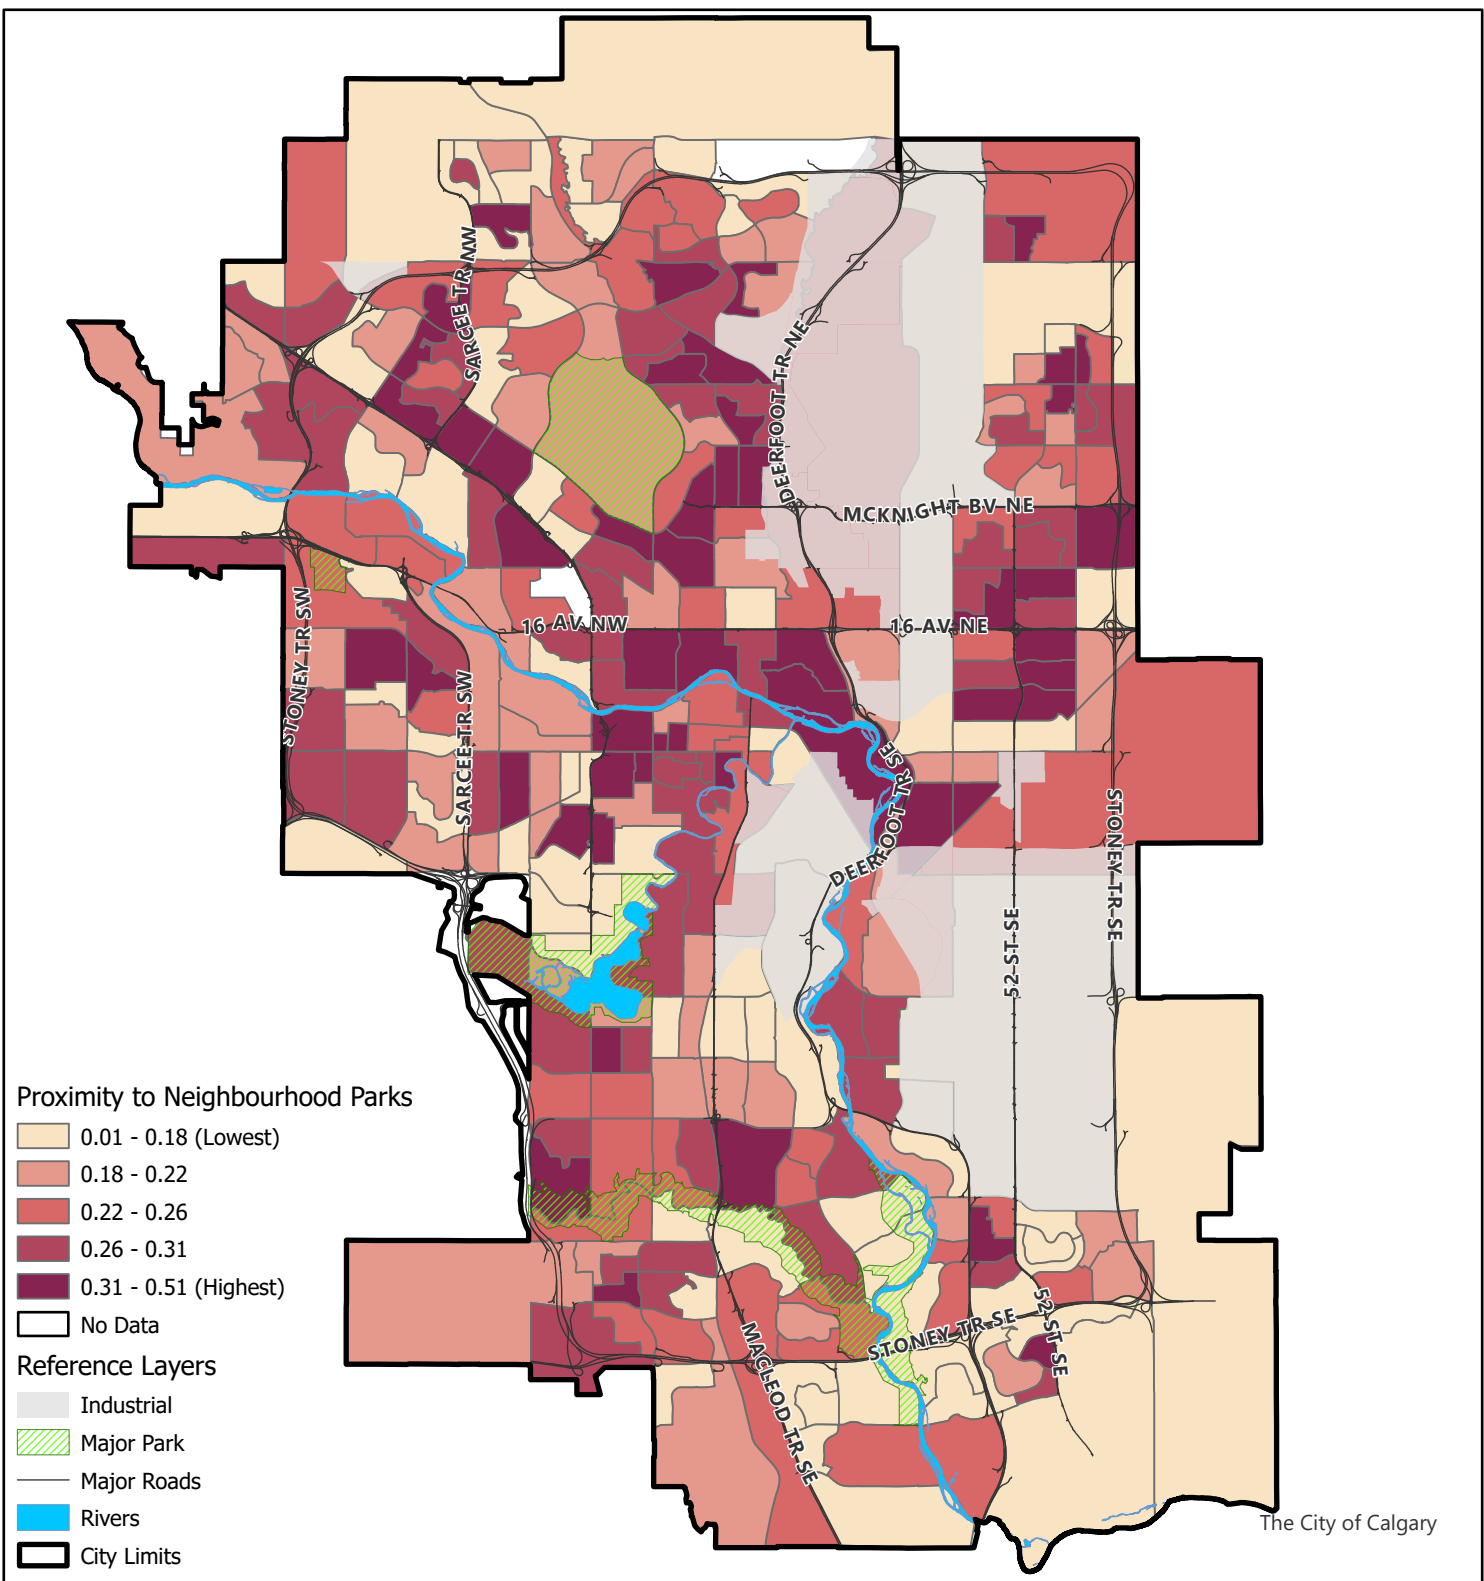 SARCEE TR NW
DEERFOOT TR NE
MCKNIGHT BV NE
16 AV NW
16 AV NE
STONEY TR SW
SARCEE TR SW
DEERFOOT TR SE
STONEY TR SE
52 ST SE
STONEY TR SE
52 ST SE
MACLEOD TR SE
Proximity to Neighbourhood Parks
0.01 - 0.18 (Lowest)
0.18 - 0.22
0.22 - 0.26
0.26 - 0.31
0.31 - 0.51 (Highest)
No Data
Reference Layers
Industrial
Major Park
Major Roads
Rivers
City Limits
The City of Calgary